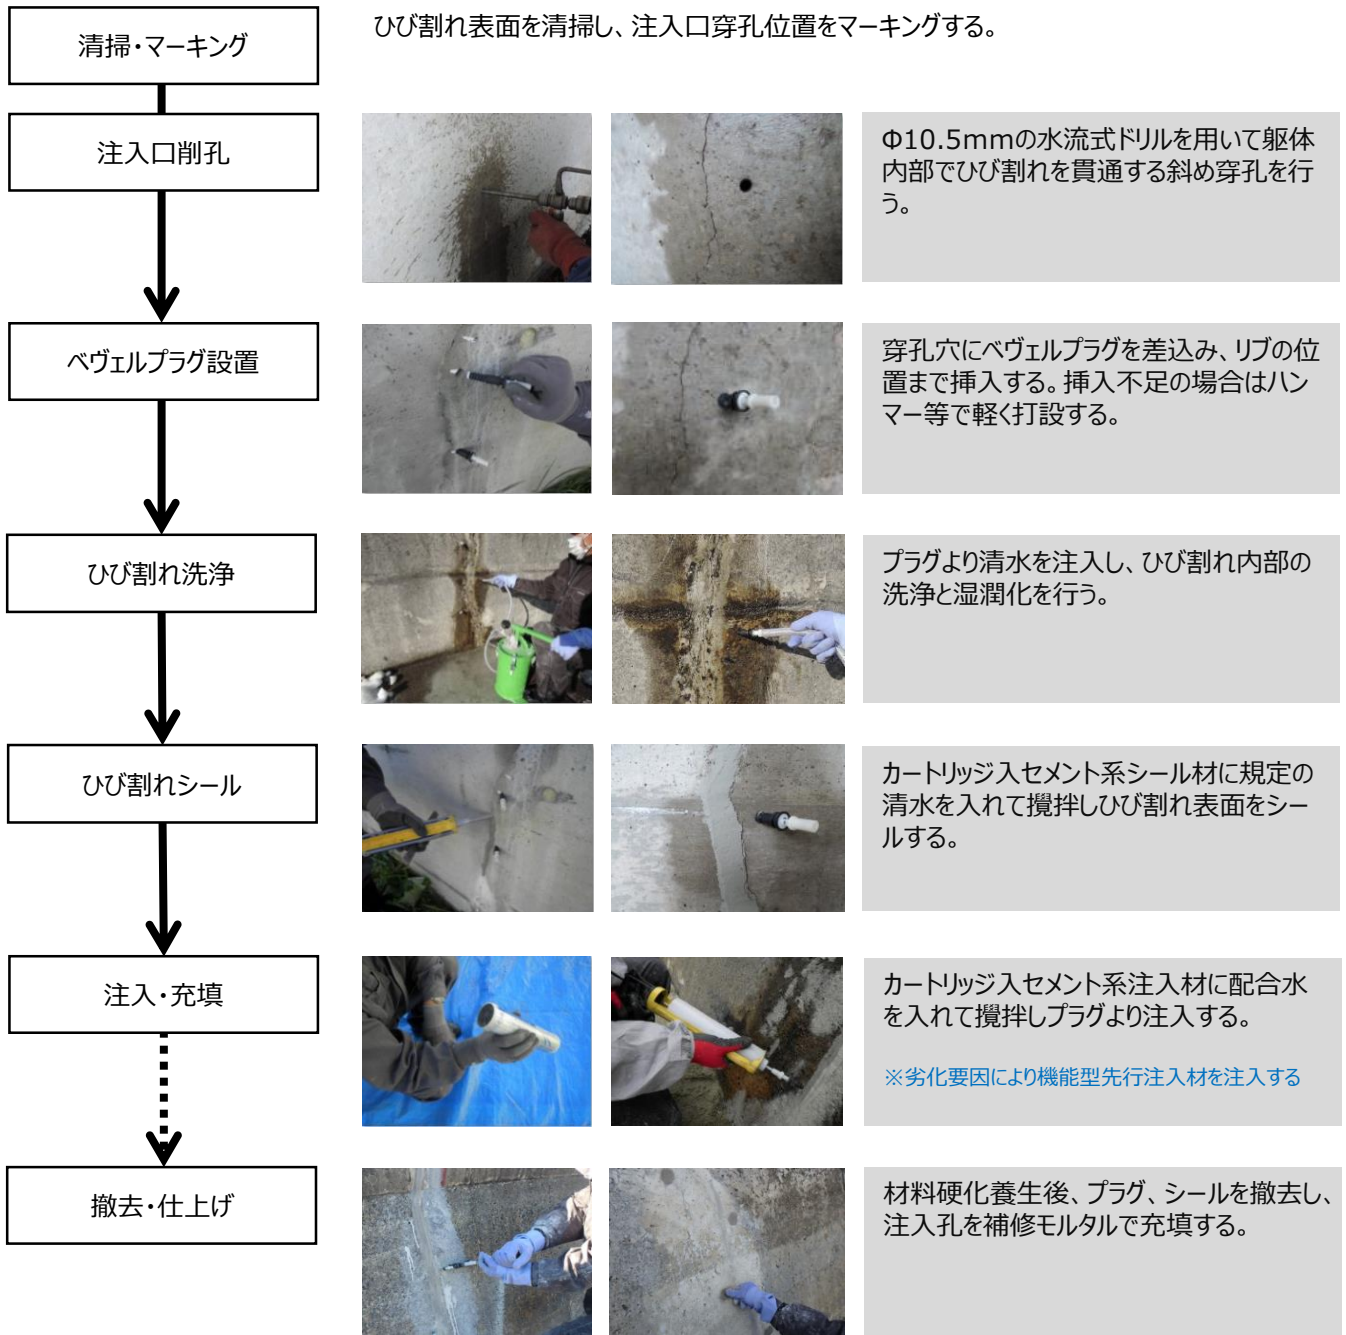 清掃・マーキング
ひび割れ表面を清掃し、注入口穿孔位置をマーキングする。
注入口削孔
Φ10.5mmの水流式ドリルを用いて躯体
内部でひび割れを貫通する斜め穿孔を行
う。
ベヴェルプラグ設置
穿孔穴にベヴェルプラグを差込み、リブの位
置まで挿入する。挿入不足の場合はハン
マー等で軽く打設する。
ひび割れ洗浄
プラグより清水を注入し、ひび割れ内部の
洗浄と湿潤化を行う。
ひび割れシール
カートリッジ入セメント系シール材に規定の
清水を入れて攪拌しひび割れ表面をシー
ルする。
注入・充填
カートリッジ入セメント系注入材に配合水
を入れて攪拌しプラグより注入する。
※劣化要因により機能型先行注入材を注入する
撤去・仕上げ
材料硬化養生後、プラグ、シールを撤去し、
注入孔を補修モルタルで充填する。